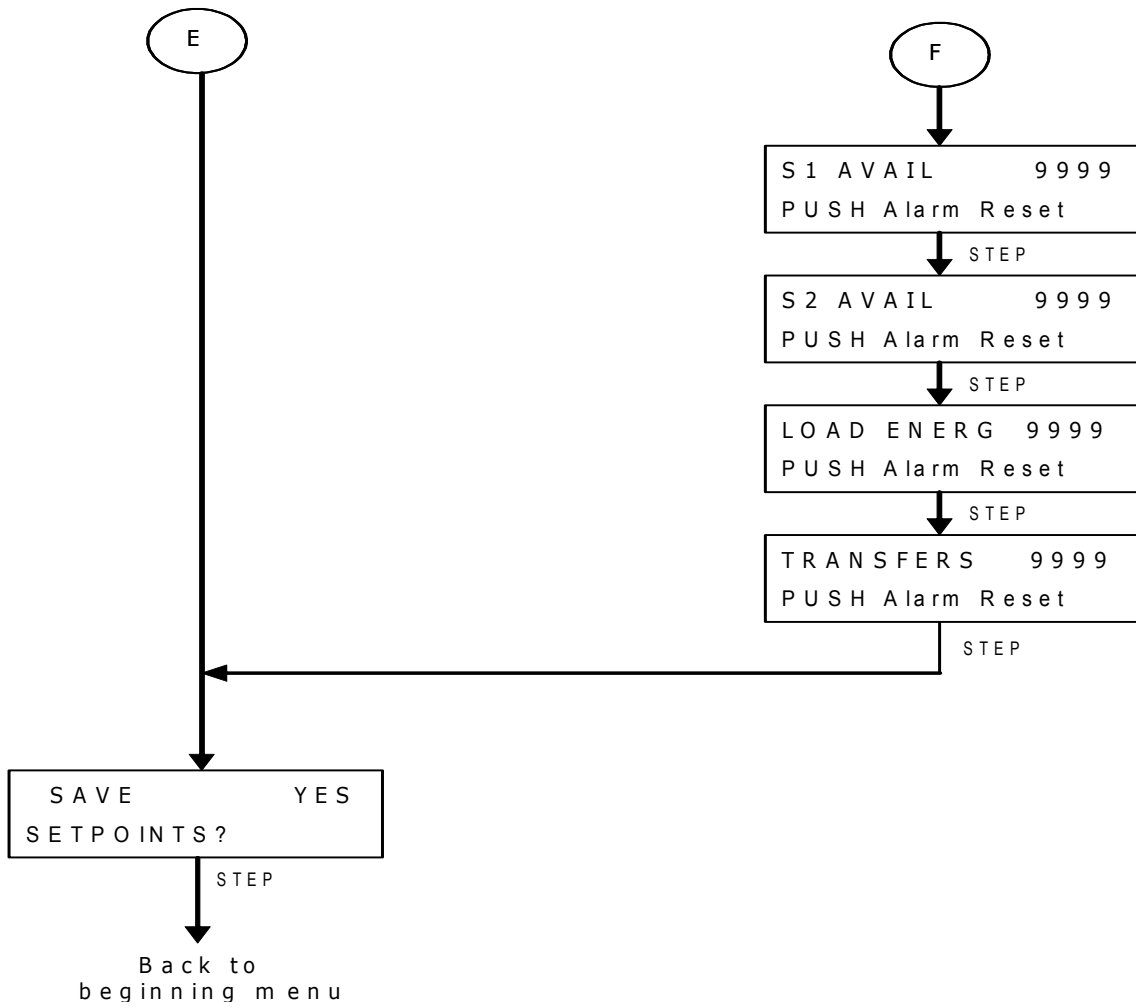 E
F
S1 AVAIL 9999
PUSH Alarm Reset
STEP
S2 AVAIL 9999
PUSH Alarm Reset
STEP
LOAD ENERG 9999
PUSH Alarm Reset
STEP
TRANSFERS 9999
PUSH Alarm Reset
STEP
SAVE YES
SETPOINTS?
STEP
Back to
beginning menu